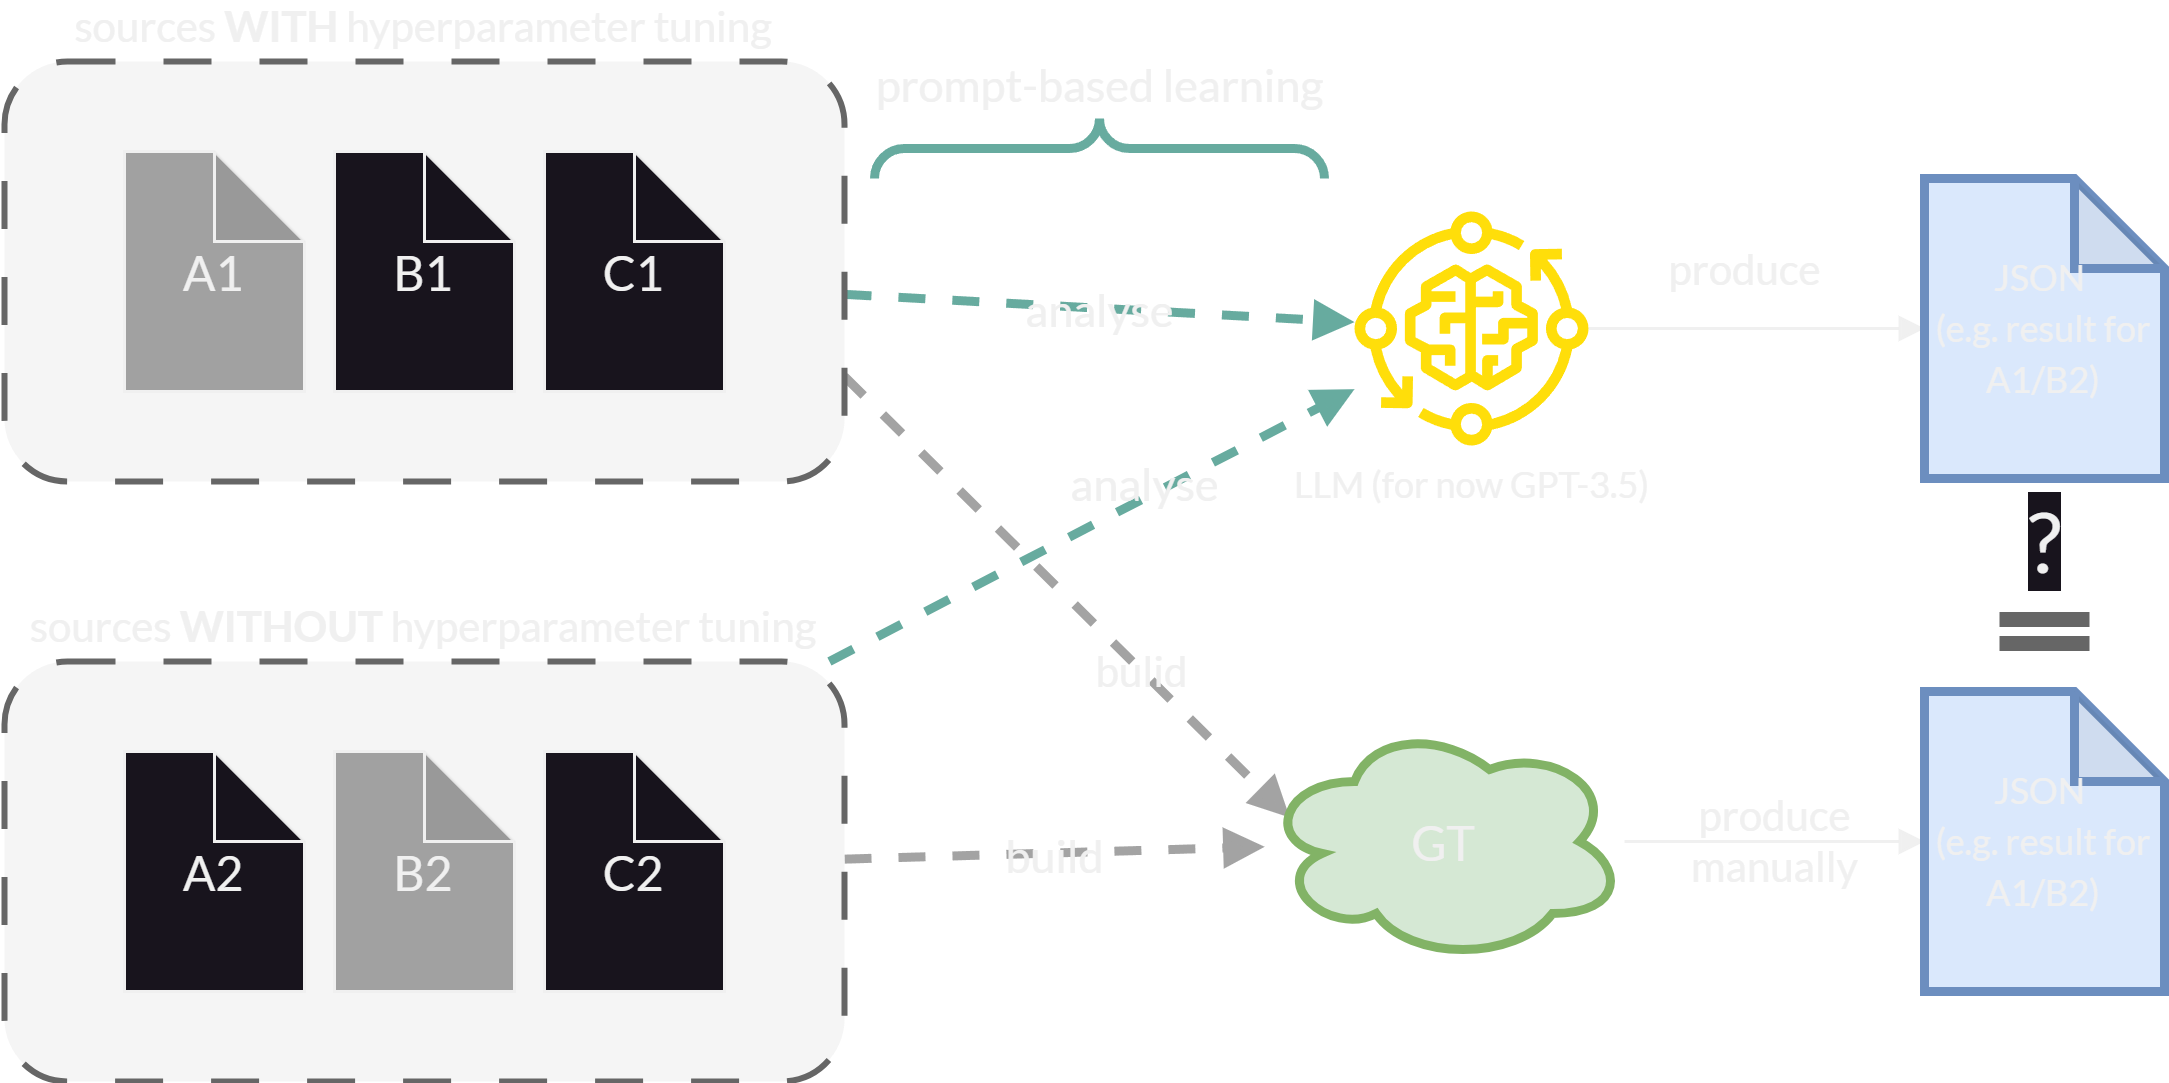 sources WITH hyperparameter tuning
prompt-based learning
A1
B1
C1
analyse
produce
JSON
(e.g. result for
A1/B2)
analyse
LLM (for now GPT-3.5)
?
sources WITHOUT hyperparameter tuning
bulid
A2
B2
C2
build
GT
produce
manually
JSON
(e.g. result for
A1/B2)